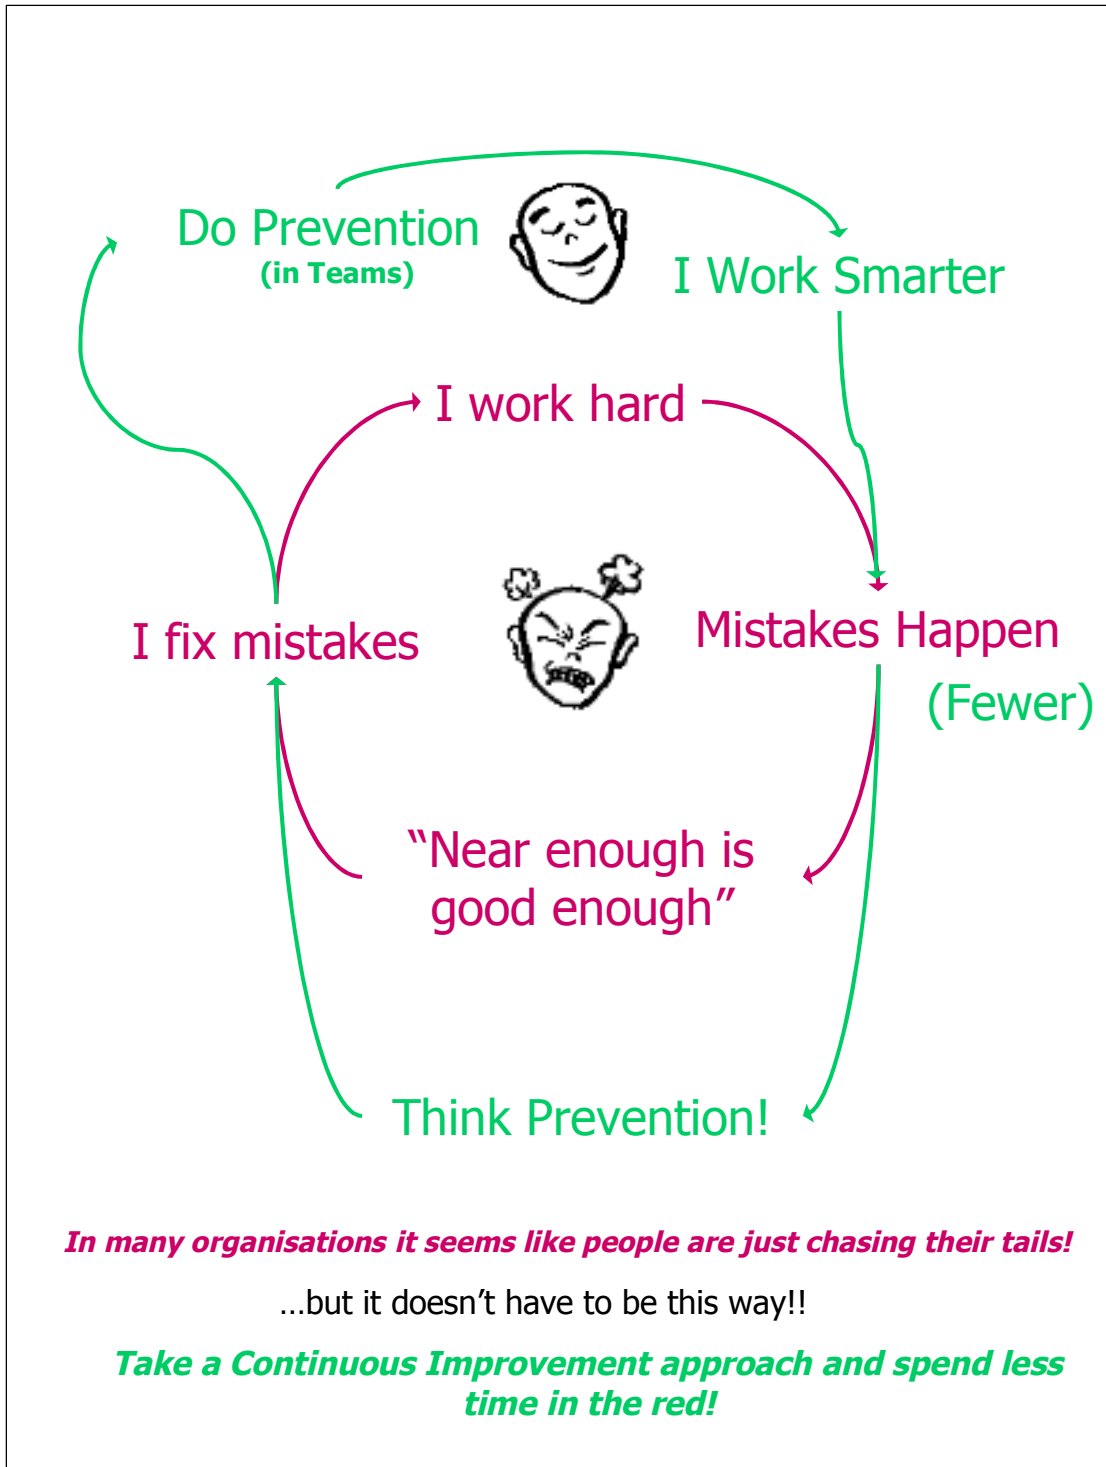 Do Prevention
(in Teams)
I Work Smarter
I work hard
I fix mistakes
Mistakes Happen
(Fewer)
“Near enough is
good enough”
Think Prevention!
In many organisations it seems like people are just chasing their tails!
…but it doesn’t have to be this way!!
Take a Continuous Improvement approach and spend less
time in the red!